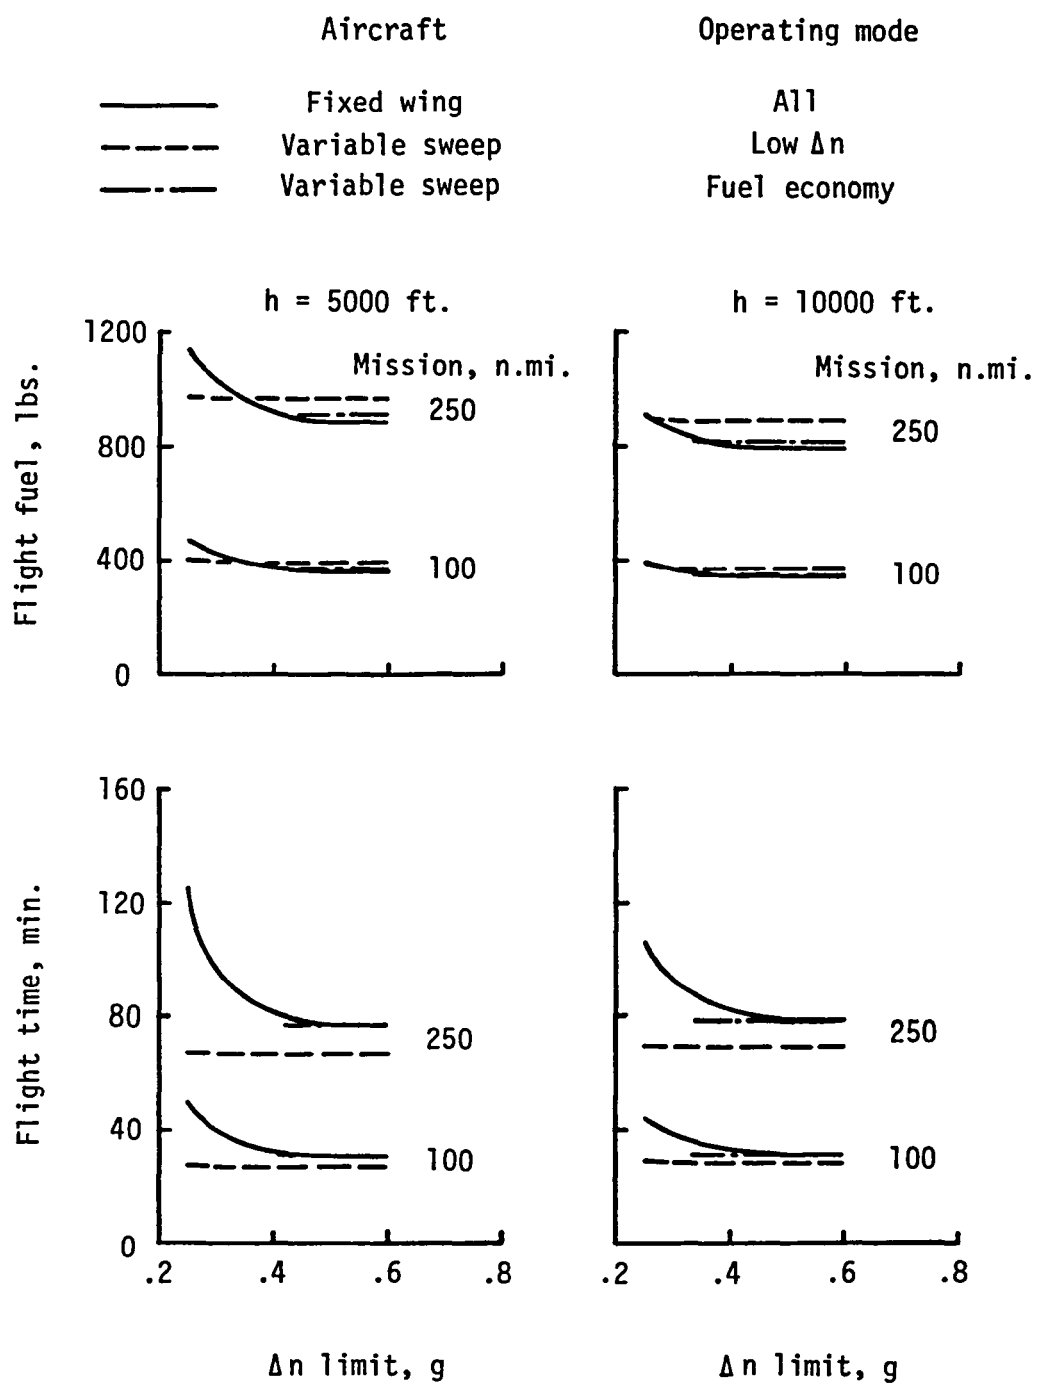 Aircraft Operating mode
Fixed wing All
Variable sweep Low Δn
Variable sweep Fuel economy
h = 5000 ft. h = 10000 ft.
Flight fuel, lbs.
1200
800
400
0
Mission, n.mi.
250
100
Mission, n.mi.
250
100
Flight time, min.
160
120
80
40
0
250
100
250
100
.2 .4 .6 .8
.2 .4 .6 .8
Δn limit, g Δn limit, g